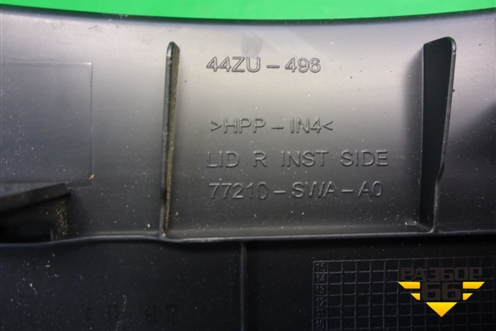 44ZU-496
>HPP-IN4<
LID R INST SIDE
77210-SWA-A0
РАЗБОР
66